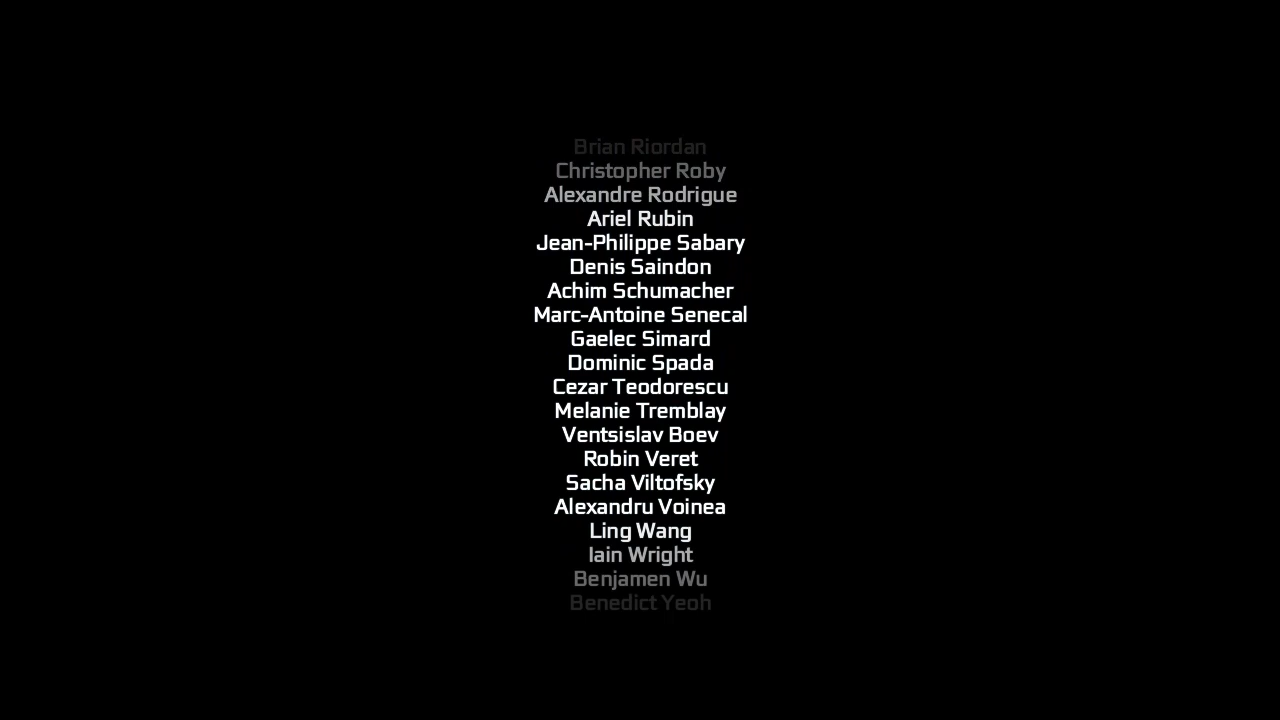 Brian Riordan
Christopher Roby
Alexandre Rodrigue
Ariel Rubin
Jean-Philippe Sabary
Denis Saindon
Achim Schumacher
Marc-Antoine Senecal
Gaelec Simard
Dominic Spada
Cezar Teodorescu
Melanie Tremblay
Ventsislav Boev
Robin Veret
Sacha Viltofsky
Alexandru Voinea
Ling Wang
Iain Wright
Benjamen Wu
Benedict Yeoh